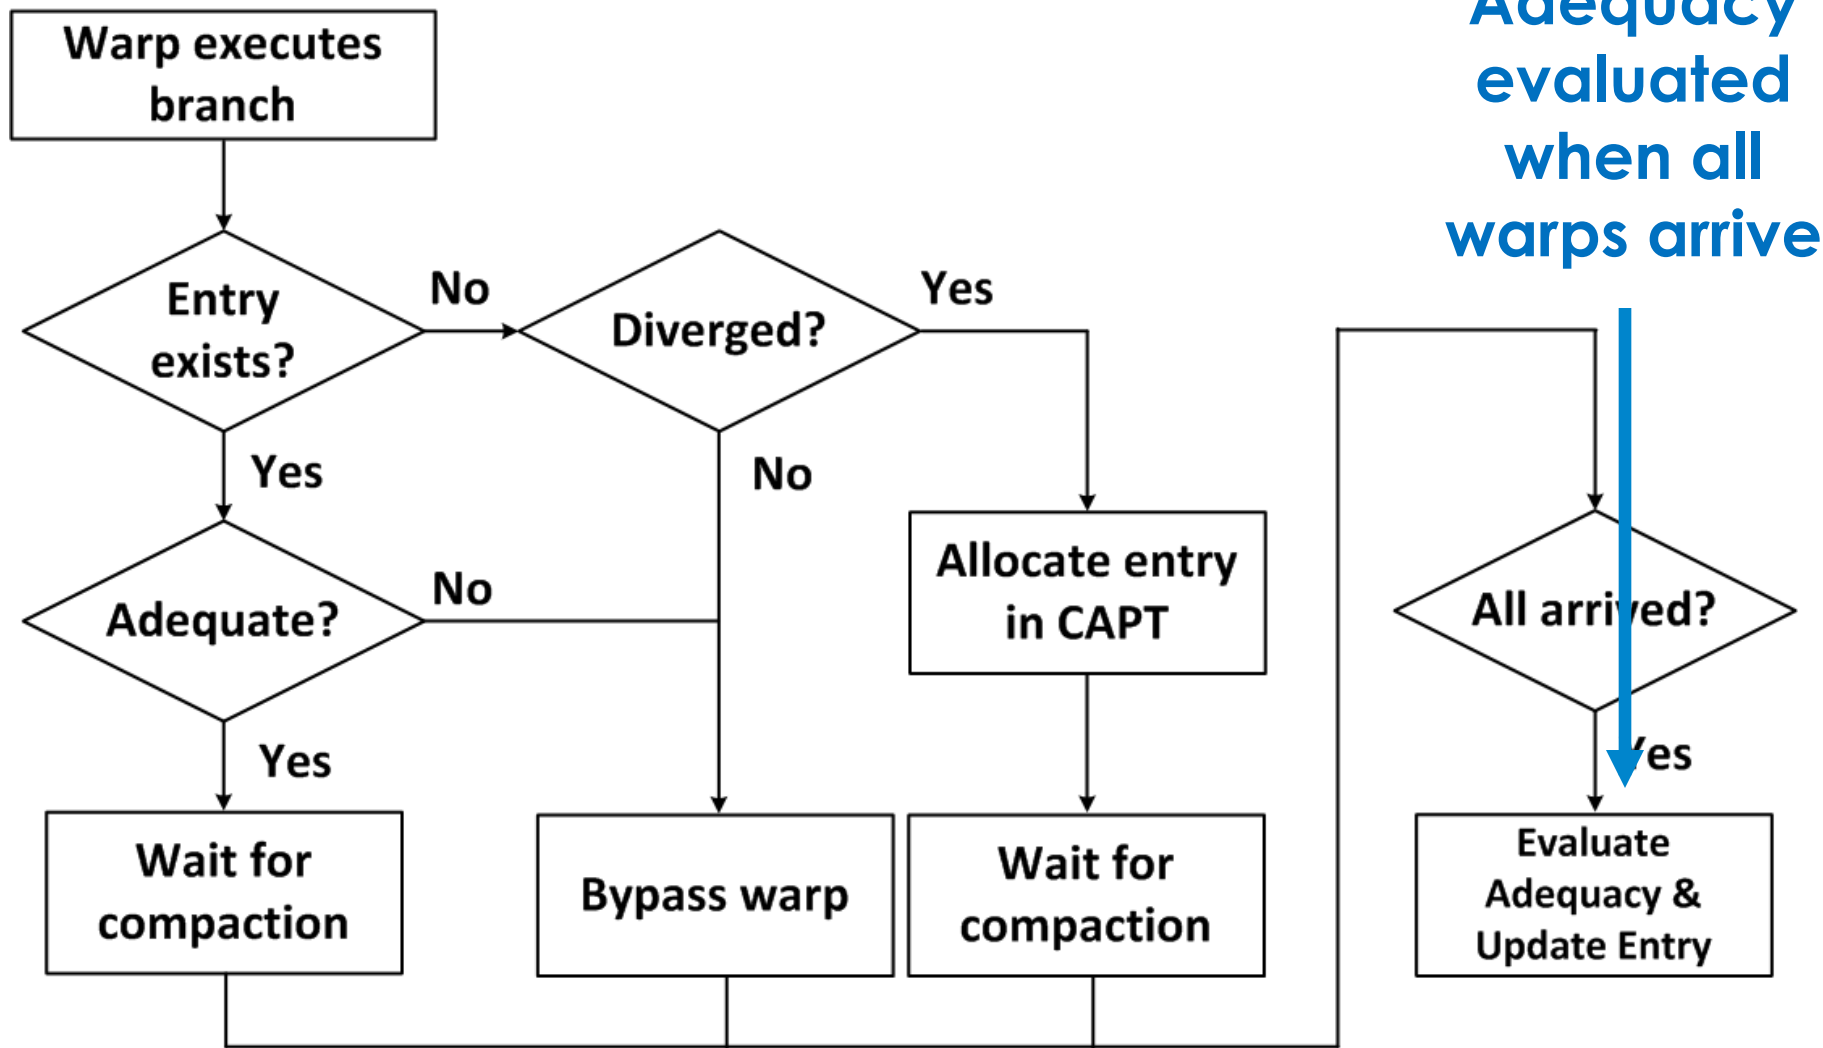 Warp executes
branch
Adequacy
evaluated
when all
warps arrive
Entry
exists?
No
Diverged?
Yes
Yes
No
Adequate?
No
Allocate entry
in CAPT
All arrived?
Yes
Yes
Wait for
compaction
Bypass warp
Wait for
compaction
Evaluate
Adequacy &
Update Entry